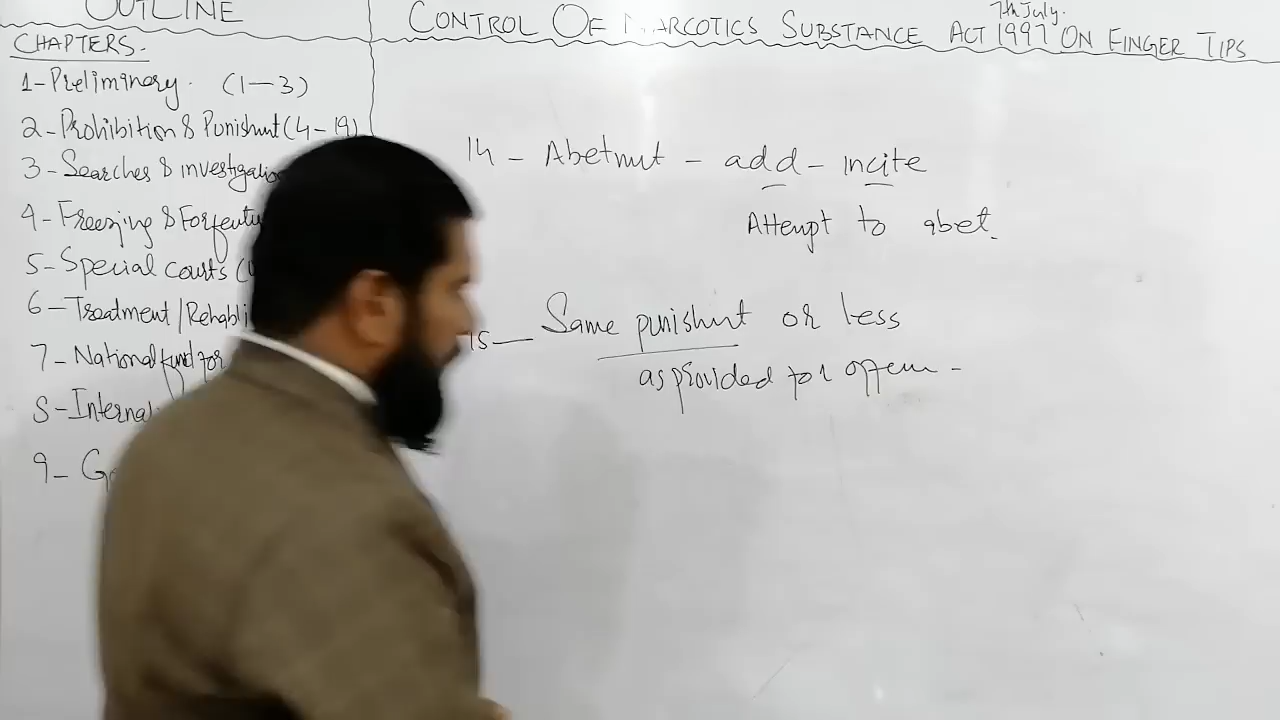 OUTLINE
CHAPTERS.
1-Preliminary. (1-3)
2-Prohibition & Punishmt (4-19)
3-Searches & investigatio
4-Freezing & Forfeitu
5-Special courts (
6-Treatment/Rehabli
7-National fund for
8-Internat
9-
7th July.
CONTROL OF NARCOTICS SUBSTANCE ACT 1997 ON FINGER TIPS
14 - Abetmnt - add - incite
Attempt to abet.
15 - Same punishmt or less
as provided for offenc -